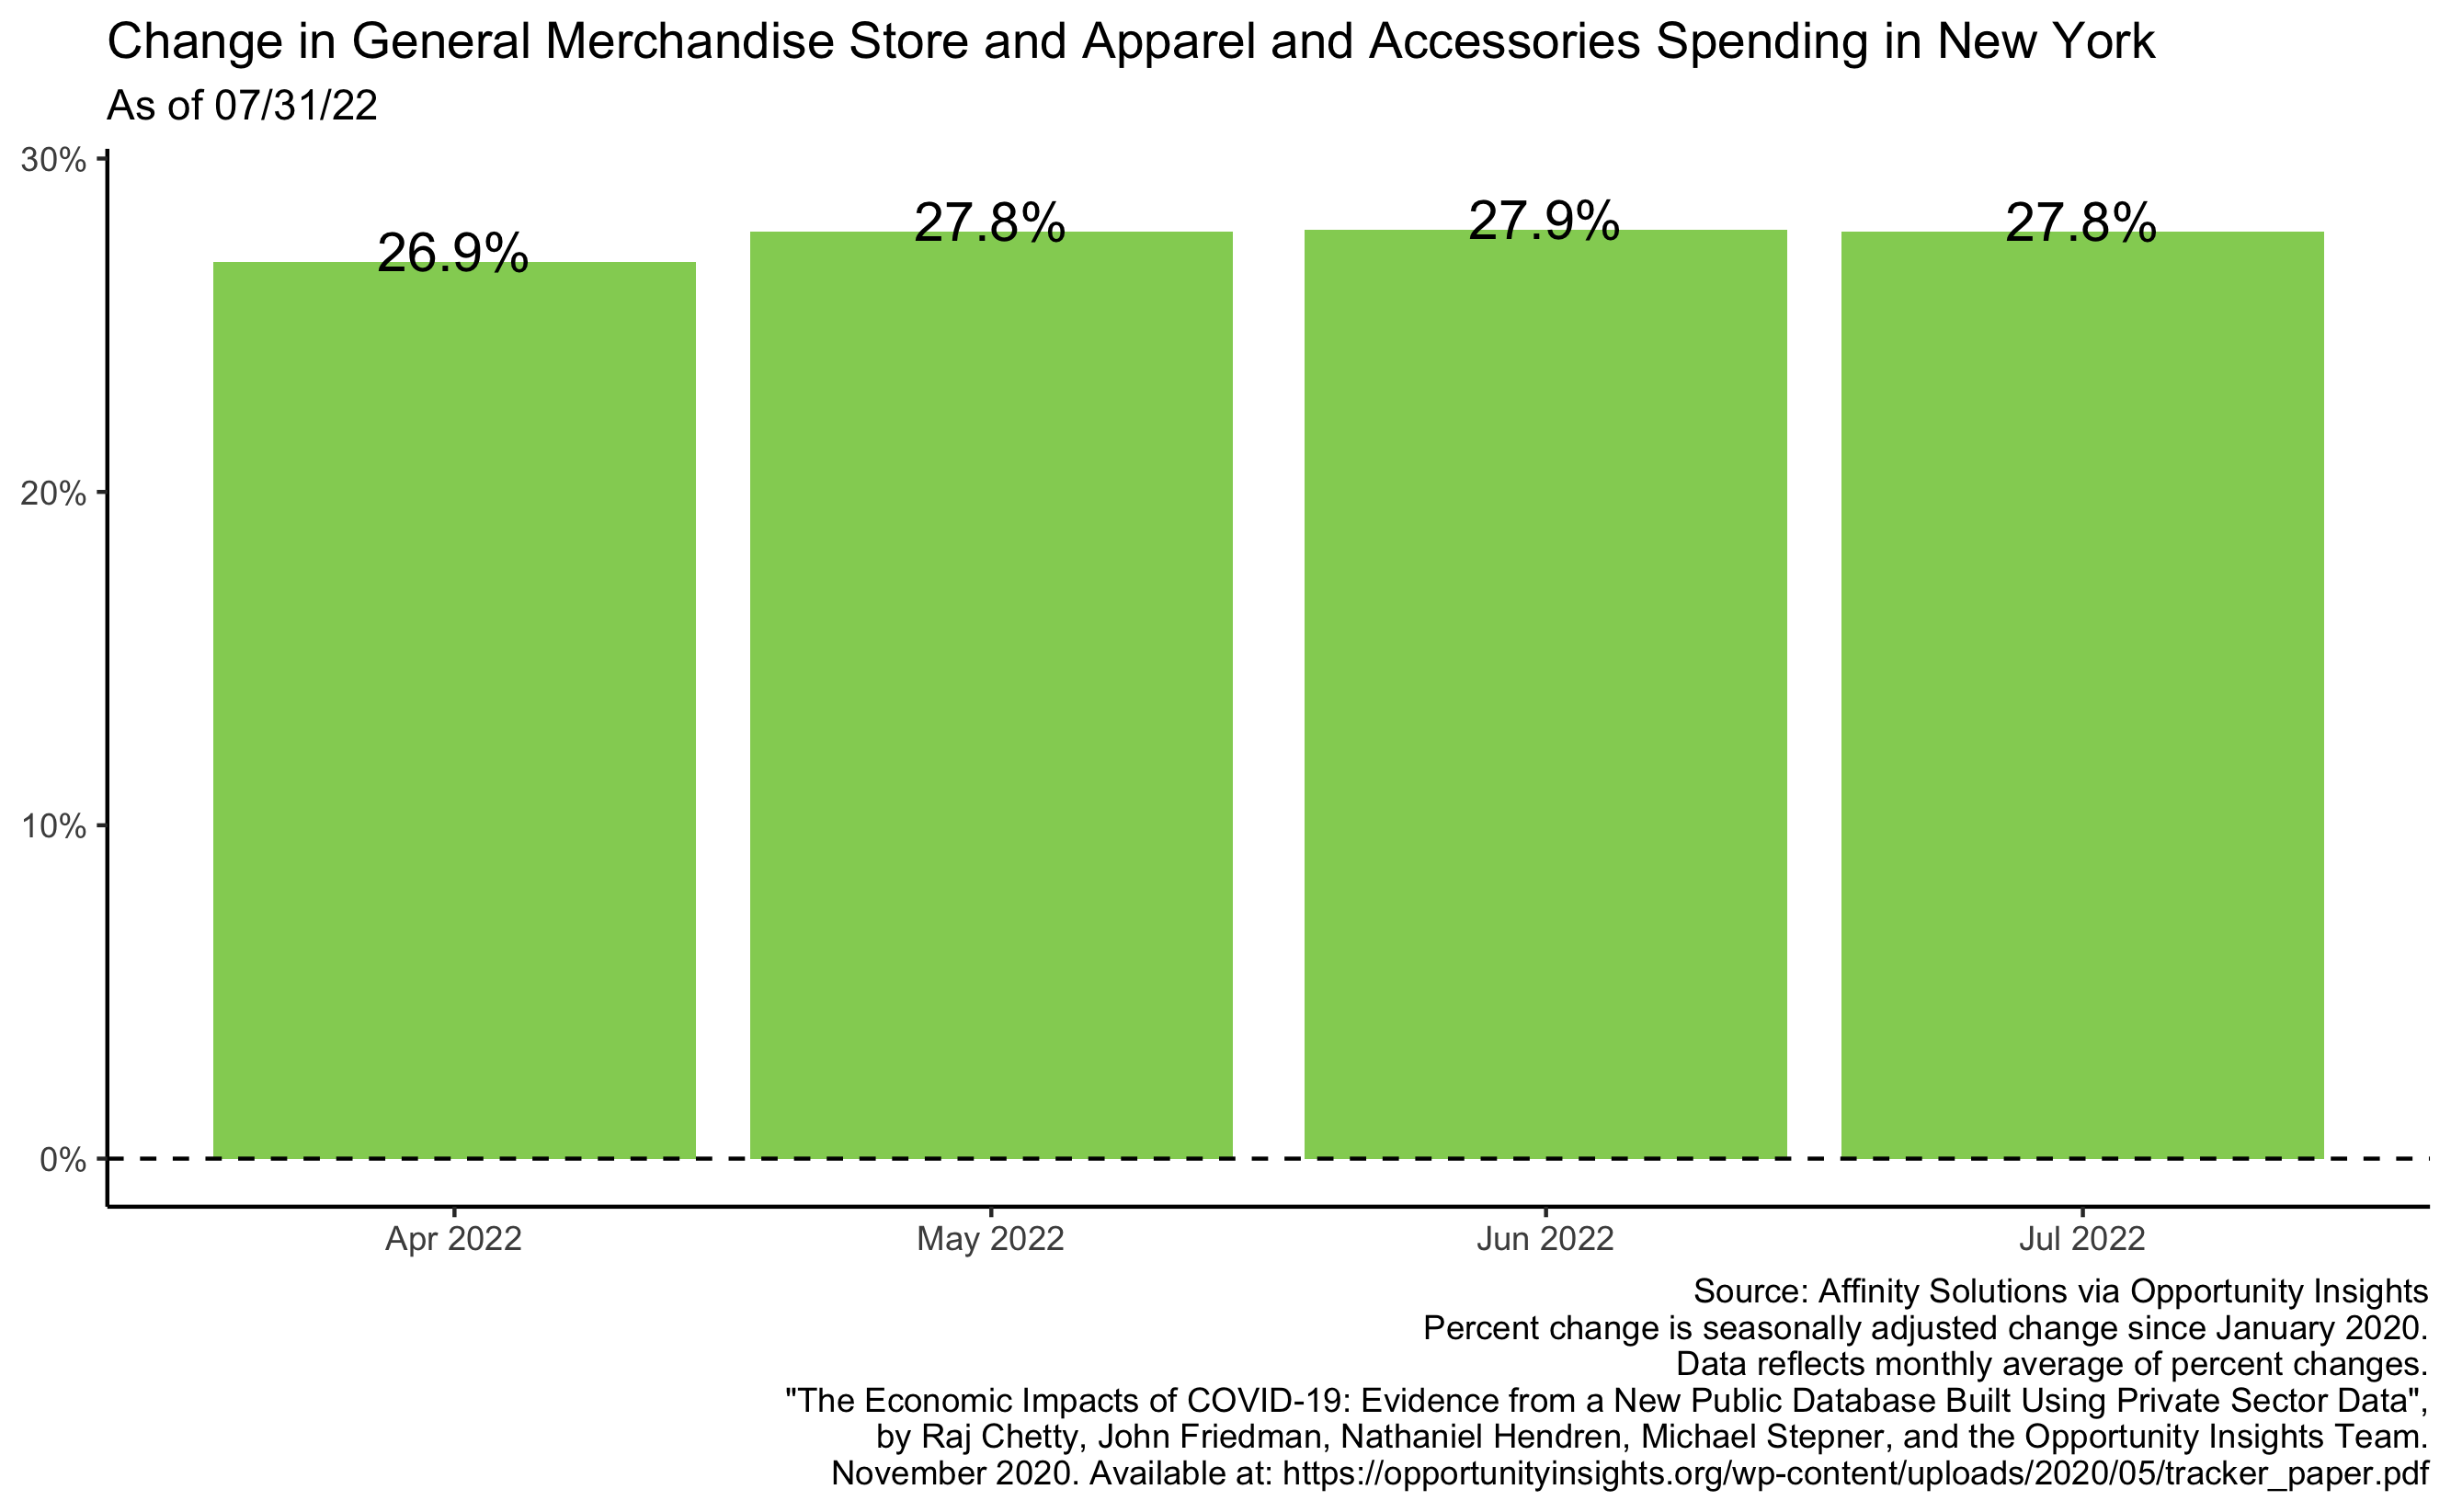 Change in General Merchandise Store and Apparel and Accessories Spending in New York
As of 07/31/22
30%
20%
10%
0%
26.9%
27.8%
27.9%
27.8%
Apr 2022
May 2022
Jun 2022
Jul 2022
Source: Affinity Solutions via Opportunity Insights
Percent change is seasonally adjusted change since January 2020.
Data reflects monthly average of percent changes.
"The Economic Impacts of COVID-19: Evidence from a New Public Database Built Using Private Sector Data",
by Raj Chetty, John Friedman, Nathaniel Hendren, Michael Stepner, and the Opportunity Insights Team.
November 2020. Available at: https://opportunityinsights.org/wp-content/uploads/2020/05/tracker_paper.pdf